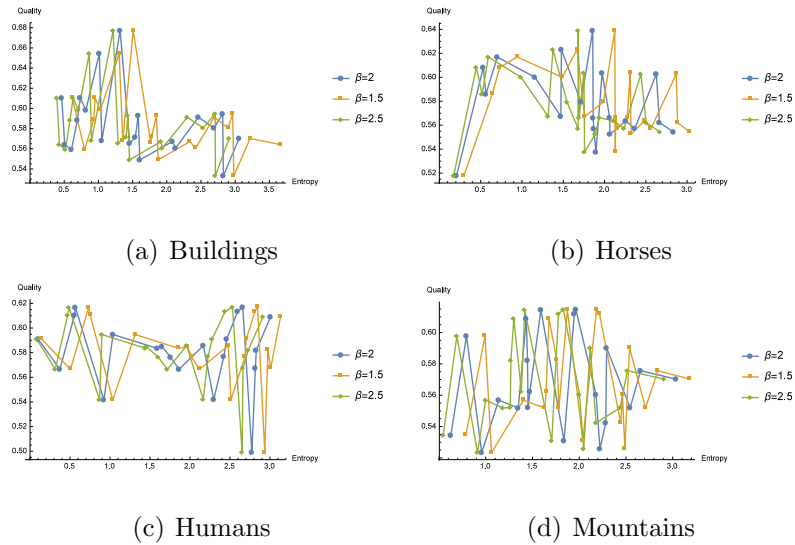 Quality
0.68
0.66
0.64
0.62
0.60
0.58
0.56
0.54
0.5 1.0 1.5 2.0 2.5 3.0 3.5 Entropy
β=2
β=1.5
β=2.5
(a) Buildings
Quality
0.64
0.62
0.60
0.58
0.56
0.54
0.52
0.5 1.0 1.5 2.0 2.5 3.0 Entropy
β=2
β=1.5
β=2.5
(b) Horses
Quality
0.62
0.60
0.58
0.56
0.54
0.52
0.50
0.5 1.0 1.5 2.0 2.5 3.0 Entropy
β=2
β=1.5
β=2.5
(c) Humans
Quality
0.60
0.58
0.56
0.54
1.0 1.5 2.0 2.5 3.0 Entropy
β=2
β=1.5
β=2.5
(d) Mountains